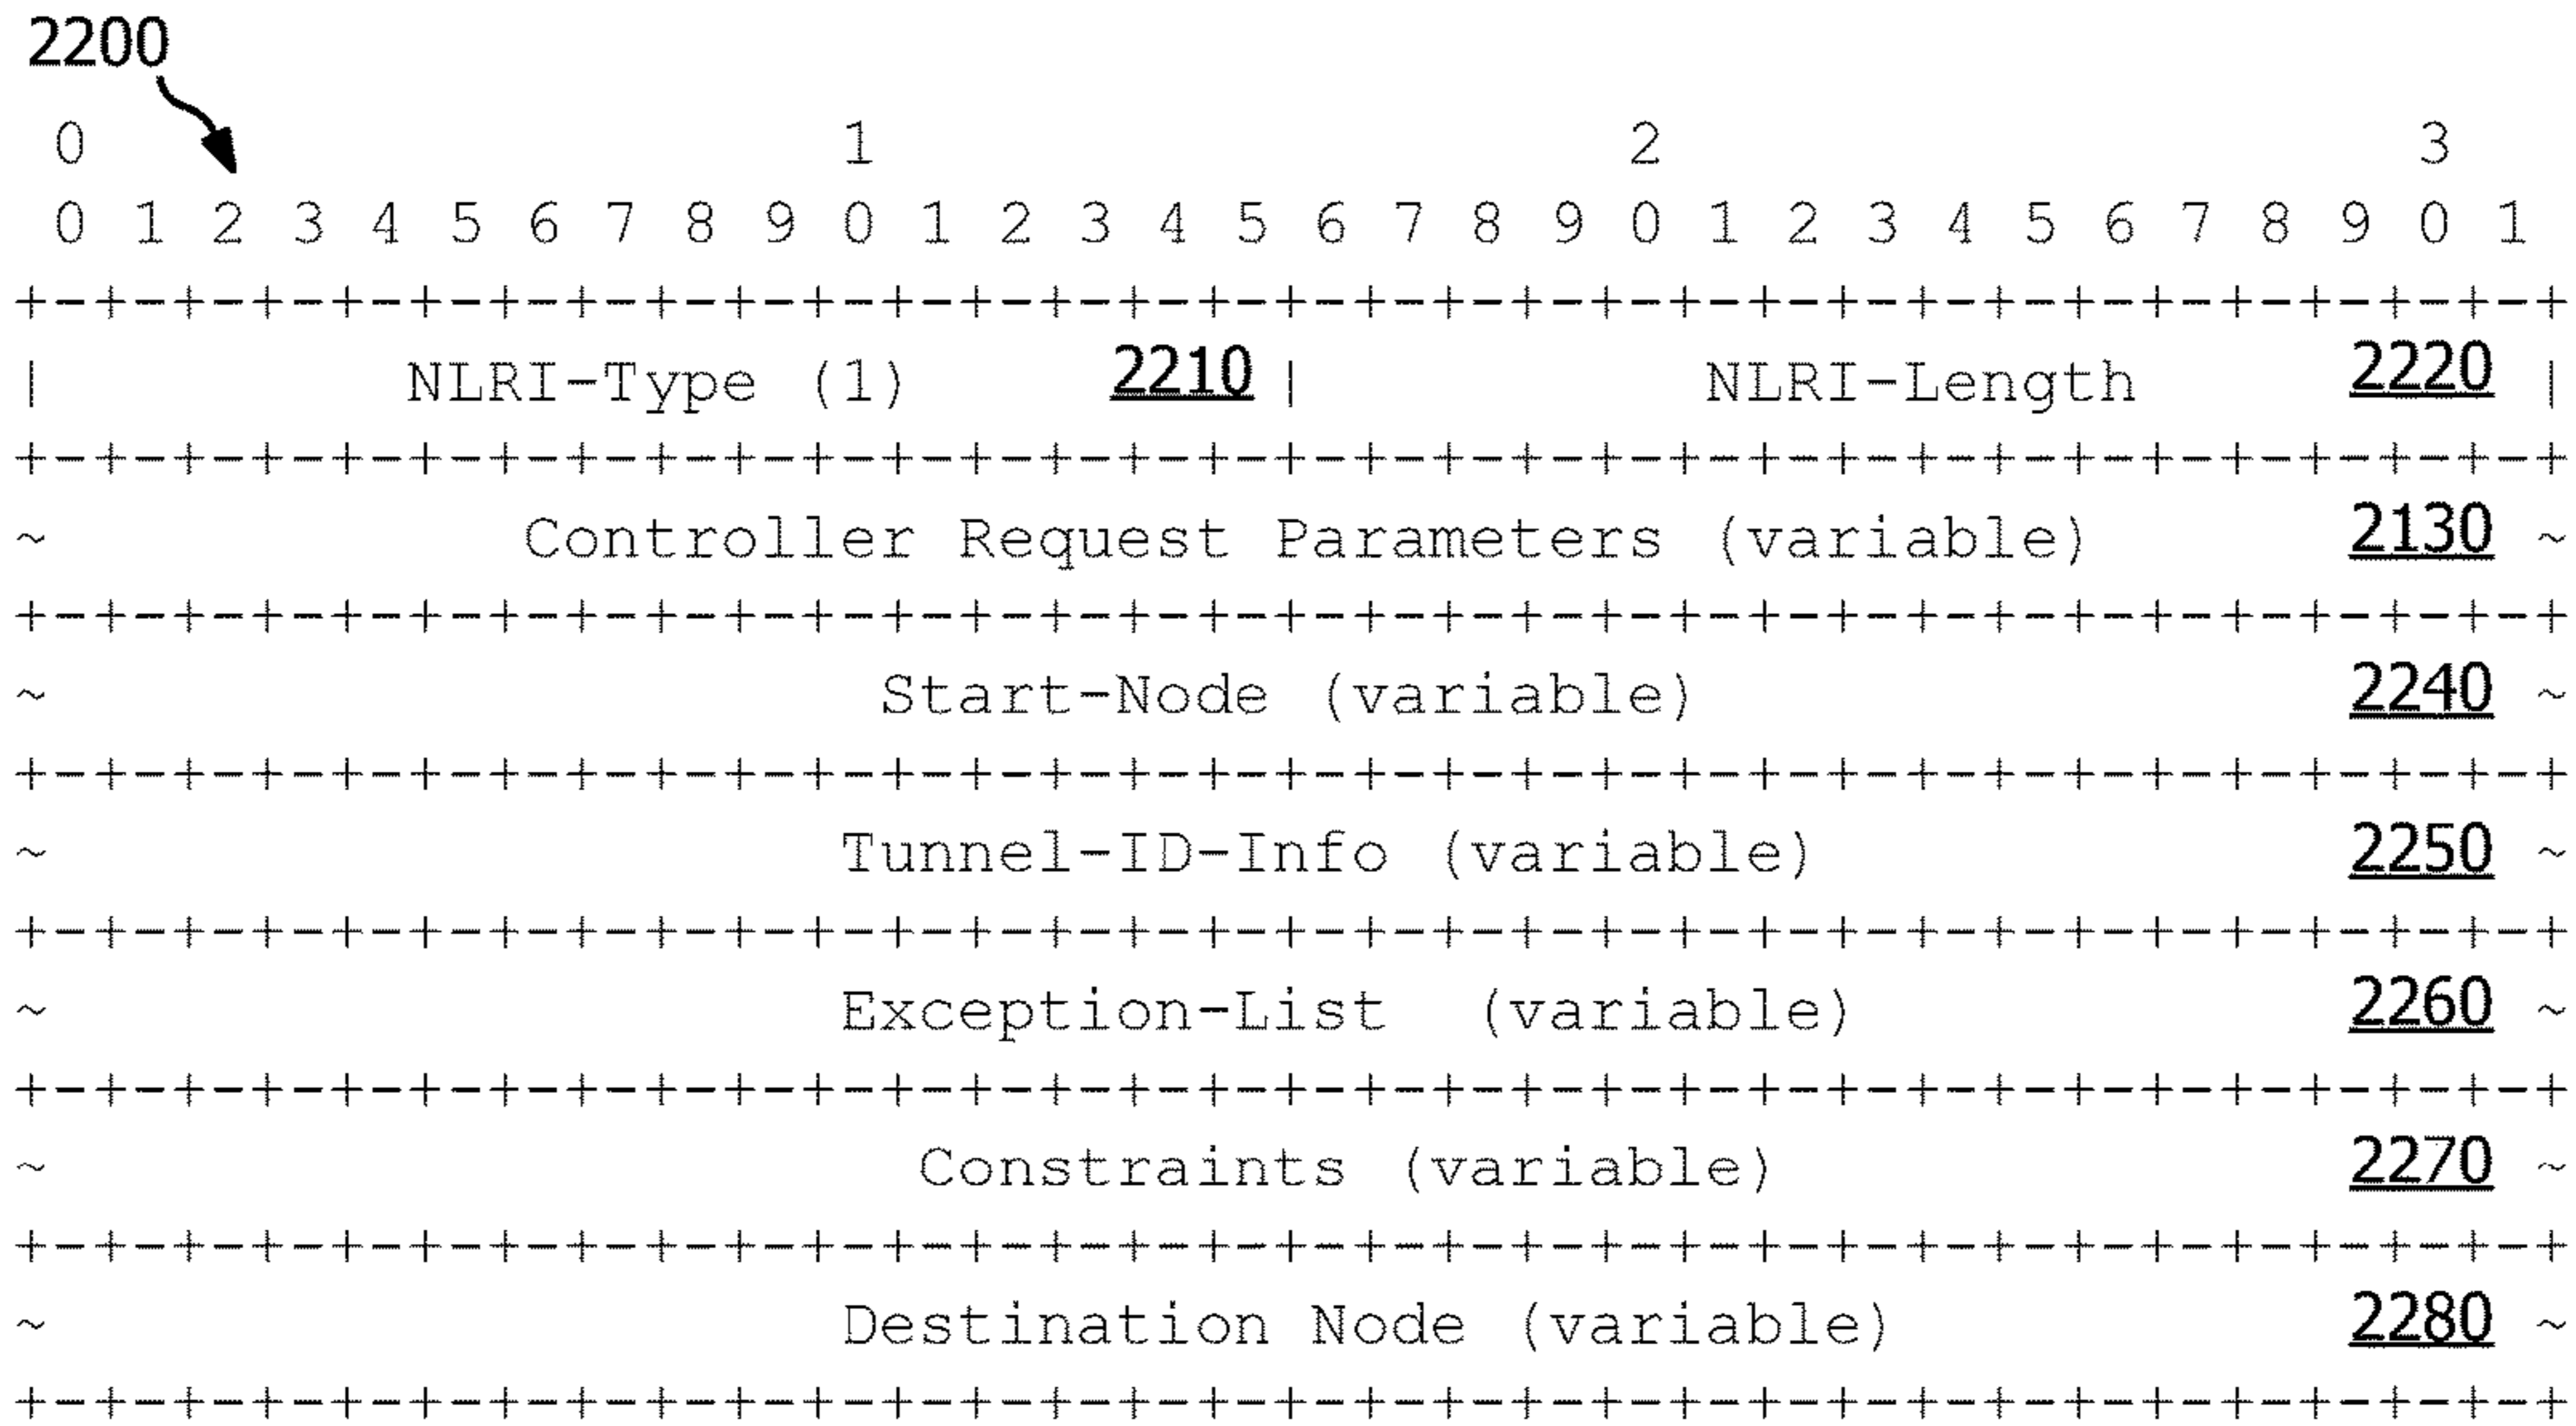 2200
0 1 2 3
0 1 2 3 4 5 6 7 8 9 0 1 2 3 4 5 6 7 8 9 0 1 2 3 4 5 6 7 8 9 0 1
+-+-+-+-+-+-+-+-+-+-+-+-+-+-+-+-+-+-+-+-+-+-+-+-+-+-+-+-+-+-+-+-+
| NLRI-Type (1) 2210 | NLRI-Length 2220 |
+-+-+-+-+-+-+-+-+-+-+-+-+-+-+-+-+-+-+-+-+-+-+-+-+-+-+-+-+-+-+-+-+
~ Controller Request Parameters (variable) 2130 ~
+-+-+-+-+-+-+-+-+-+-+-+-+-+-+-+-+-+-+-+-+-+-+-+-+-+-+-+-+-+-+-+-+
~ Start-Node (variable) 2240 ~
+-+-+-+-+-+-+-+-+-+-+-+-+-+-+-+-+-+-+-+-+-+-+-+-+-+-+-+-+-+-+-+-+
~ Tunnel-ID-Info (variable) 2250 ~
+-+-+-+-+-+-+-+-+-+-+-+-+-+-+-+-+-+-+-+-+-+-+-+-+-+-+-+-+-+-+-+-+
~ Exception-List (variable) 2260 ~
+-+-+-+-+-+-+-+-+-+-+-+-+-+-+-+-+-+-+-+-+-+-+-+-+-+-+-+-+-+-+-+-+
~ Constraints (variable) 2270 ~
+-+-+-+-+-+-+-+-+-+-+-+-+-+-+-+-+-+-+-+-+-+-+-+-+-+-+-+-+-+-+-+-+
~ Destination Node (variable) 2280 ~
+-+-+-+-+-+-+-+-+-+-+-+-+-+-+-+-+-+-+-+-+-+-+-+-+-+-+-+-+-+-+-+-+